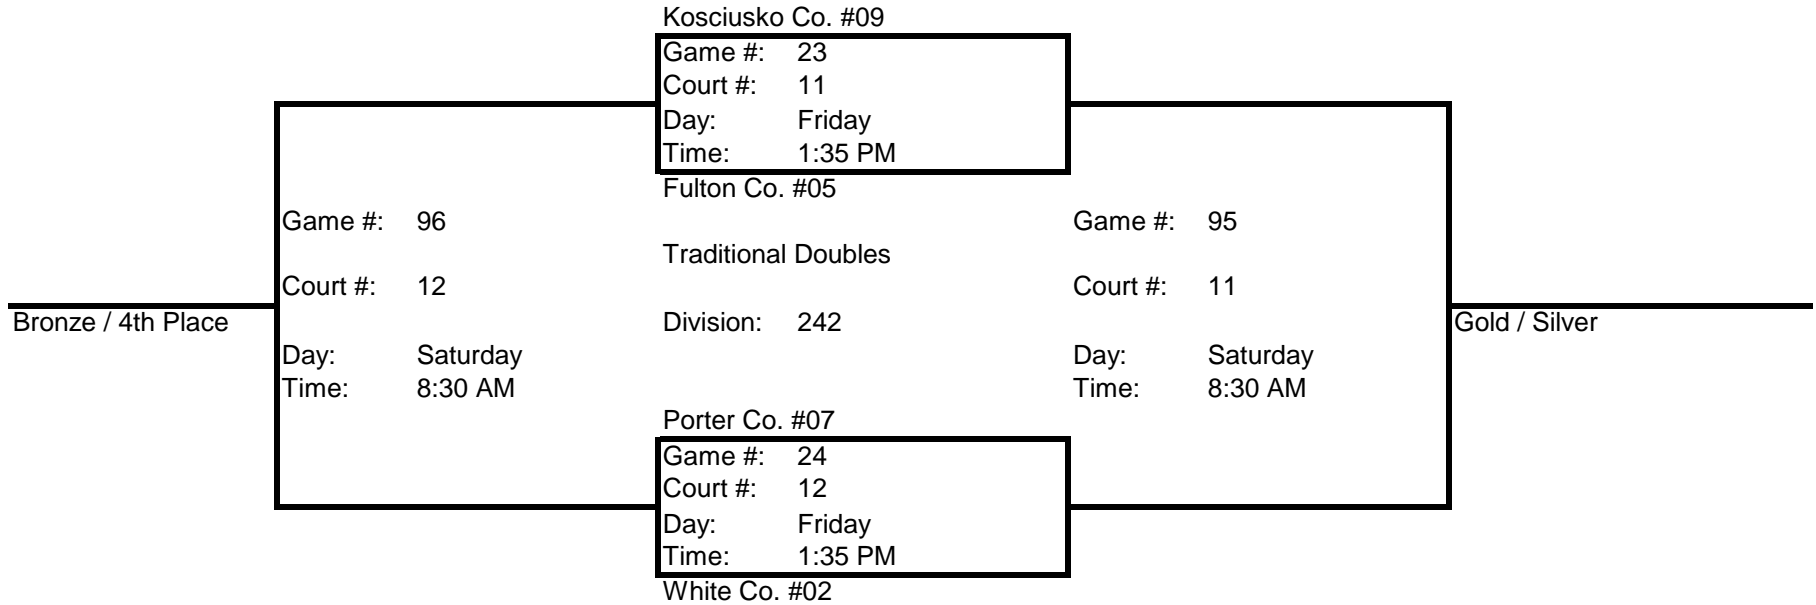 Kosciusko Co. #09
Game #: 23
Court #: 11
Day: Friday
Time: 1:35 PM
Fulton Co. #05
Game #: 96
Court #: 12
Day: Saturday
Time: 8:30 AM
Bronze / 4th Place
Traditional Doubles
Division: 242
Game #: 95
Court #: 11
Day: Saturday
Time: 8:30 AM
Gold / Silver
Porter Co. #07
Game #: 24
Court #: 12
Day: Friday
Time: 1:35 PM
White Co. #02